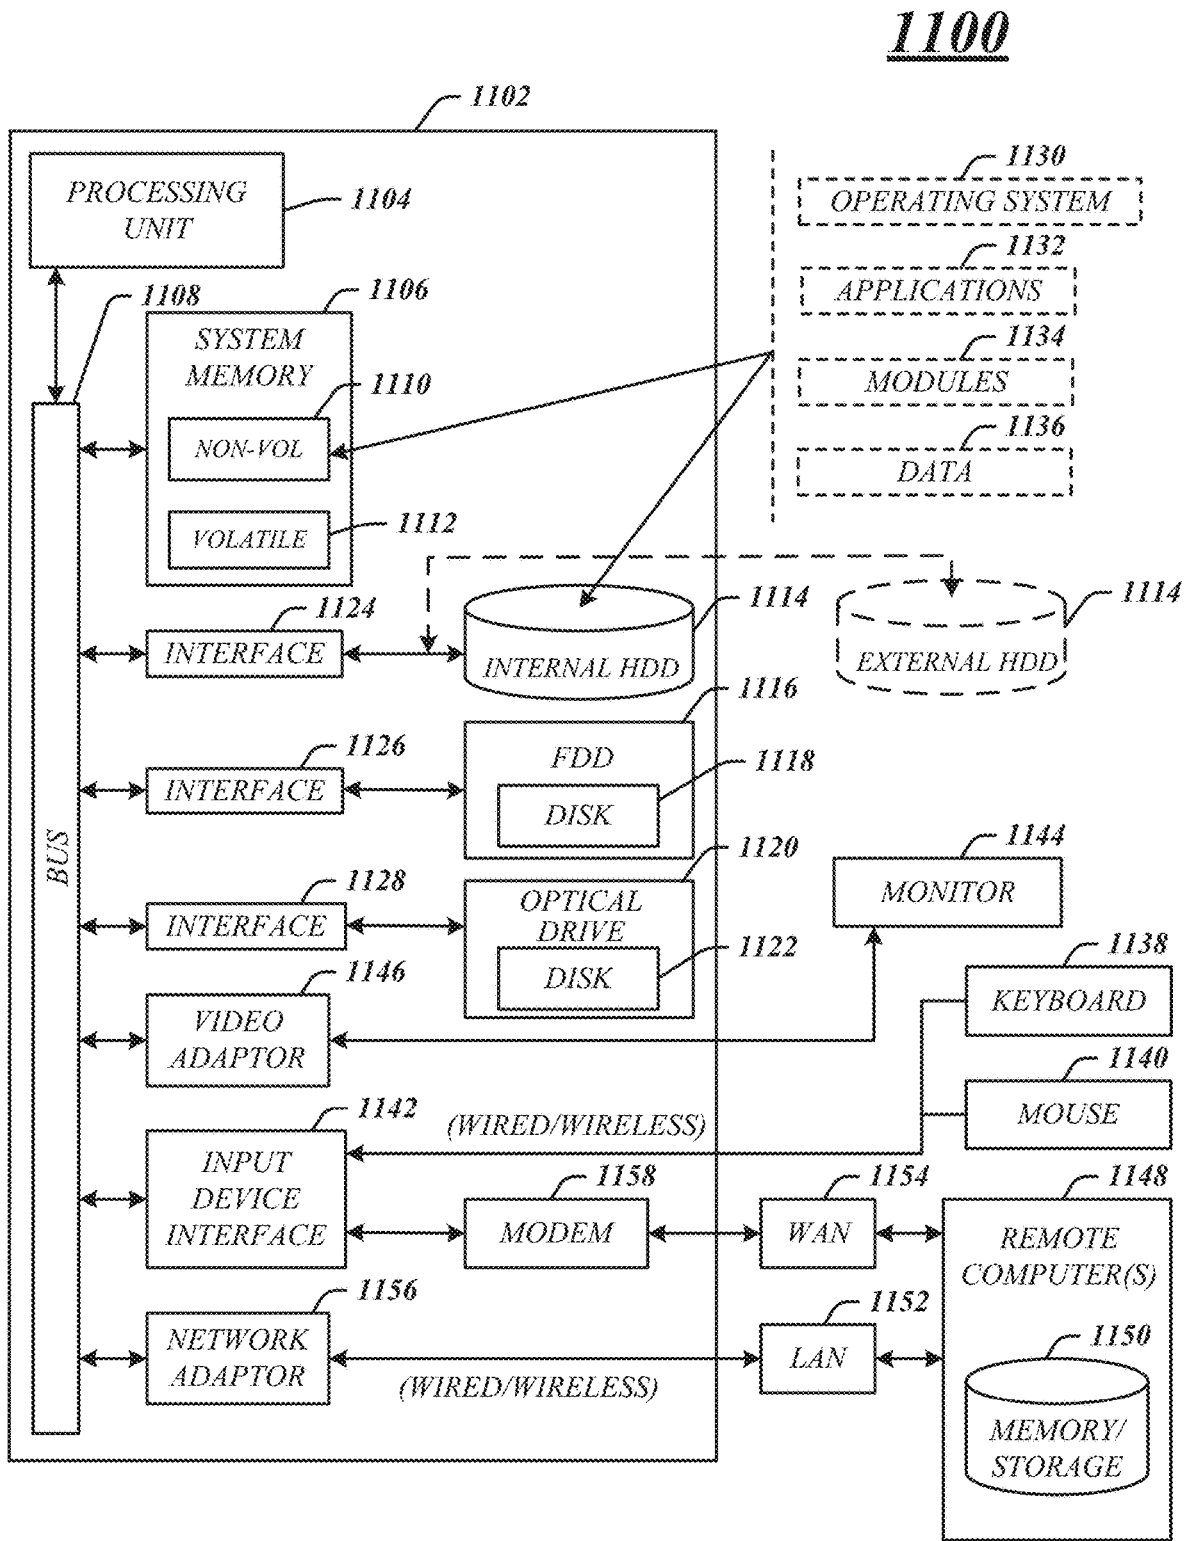 1100
1102
PROCESSING
UNIT
1104
1130
OPERATING SYSTEM
1132
APPLICATIONS
1134
MODULES
1136
DATA
1108
1106
SYSTEM
MEMORY
1110
NON-VOL
1112
VOLATILE
1124
INTERFACE
1114
INTERNAL HDD
1114
EXTERNAL HDD
1116
FDD
1126
INTERFACE
1118
DISK
BUS
1120
OPTICAL
DRIVE
1128
INTERFACE
1122
DISK
1144
MONITOR
1138
KEYBOARD
1146
VIDEO
ADAPTOR
1140
MOUSE
1142
(WIRED/WIRELESS)
INPUT
DEVICE
INTERFACE
1158
MODEM
1154
WAN
1148
REMOTE
COMPUTER(S)
1156
NETWORK
ADAPTOR
(WIRED/WIRELESS)
1152
LAN
1150
MEMORY/
STORAGE